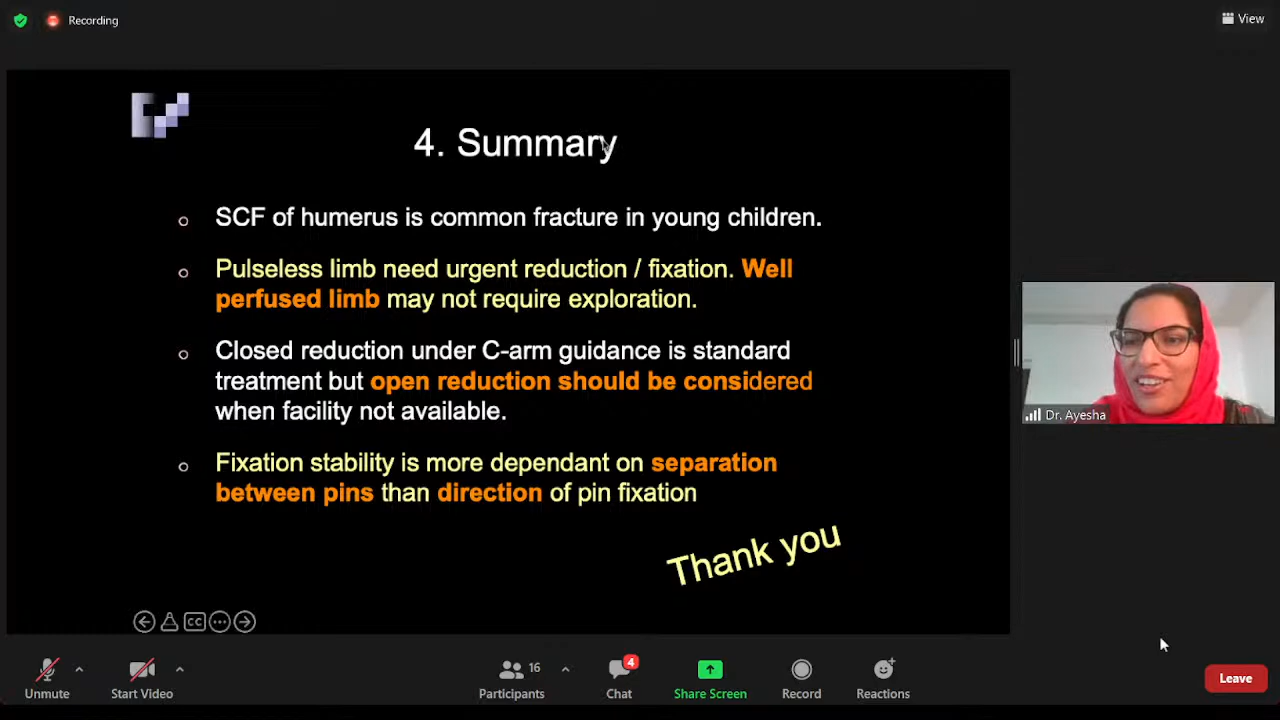 Recording
View
4. Summary
SCF of humerus is common fracture in young children.
Pulseless limb need urgent reduction / fixation. Well
perfused limb may not require exploration.
Closed reduction under C-arm guidance is standard
treatment but open reduction should be considered
when facility not available.
Fixation stability is more dependant on separation
between pins than direction of pin fixation
Thank you
CC
Dr. Ayesha
Unmute
Start Video
16
Participants
4
Chat
Share Screen
Record
Reactions
Leave